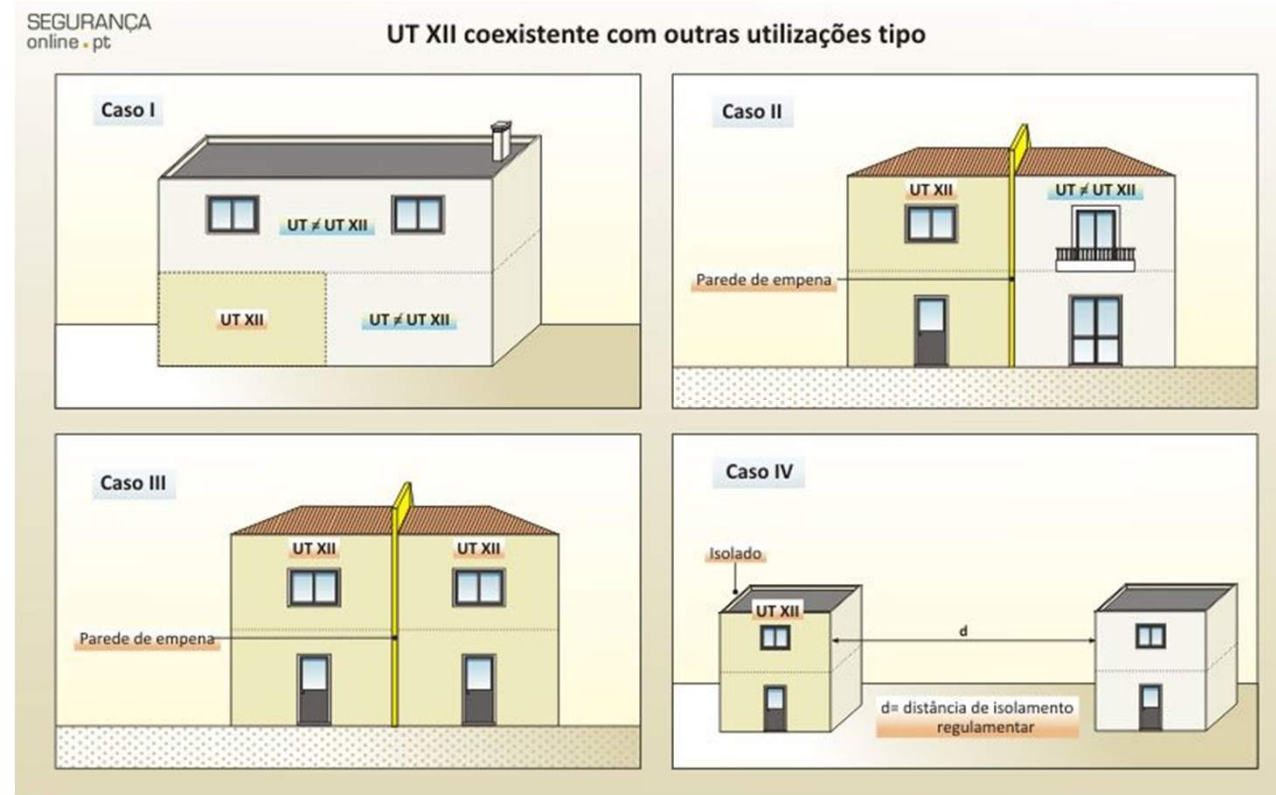 SEGURANÇA
online.pt
UT XII coexistente com outras utilizações tipo
Caso I
UT ≠ UT XII
UT XII
UT ≠ UT XII
Caso II
UT XII
UT ≠ UT XII
Parede de empena
Caso III
UT XII
UT XII
Parede de empena
Caso IV
Isolado
UT XII
d
d= distância de isolamento
regulamentar